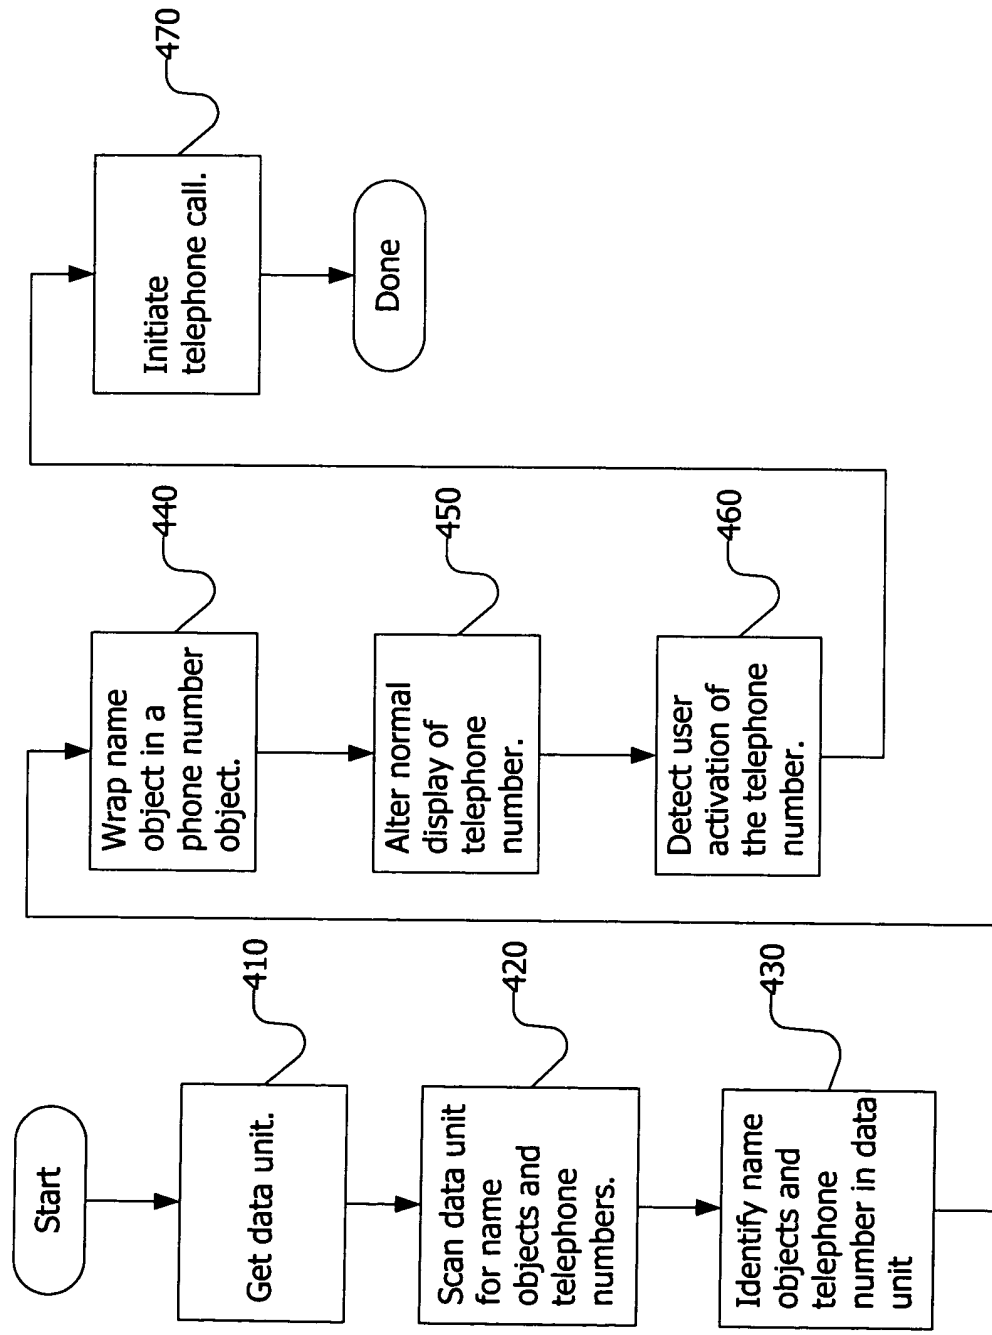 Start
Get data unit.
410
Scan data unit
for name
objects and
telephone
numbers.
420
Identify name
objects and
telephone
number in data
unit
430
Wrap name
object in a
phone number
object.
440
Alter normal
display of
telephone
number.
450
Detect user
activation of
the telephone
number.
460
Initiate
telephone call.
470
Done